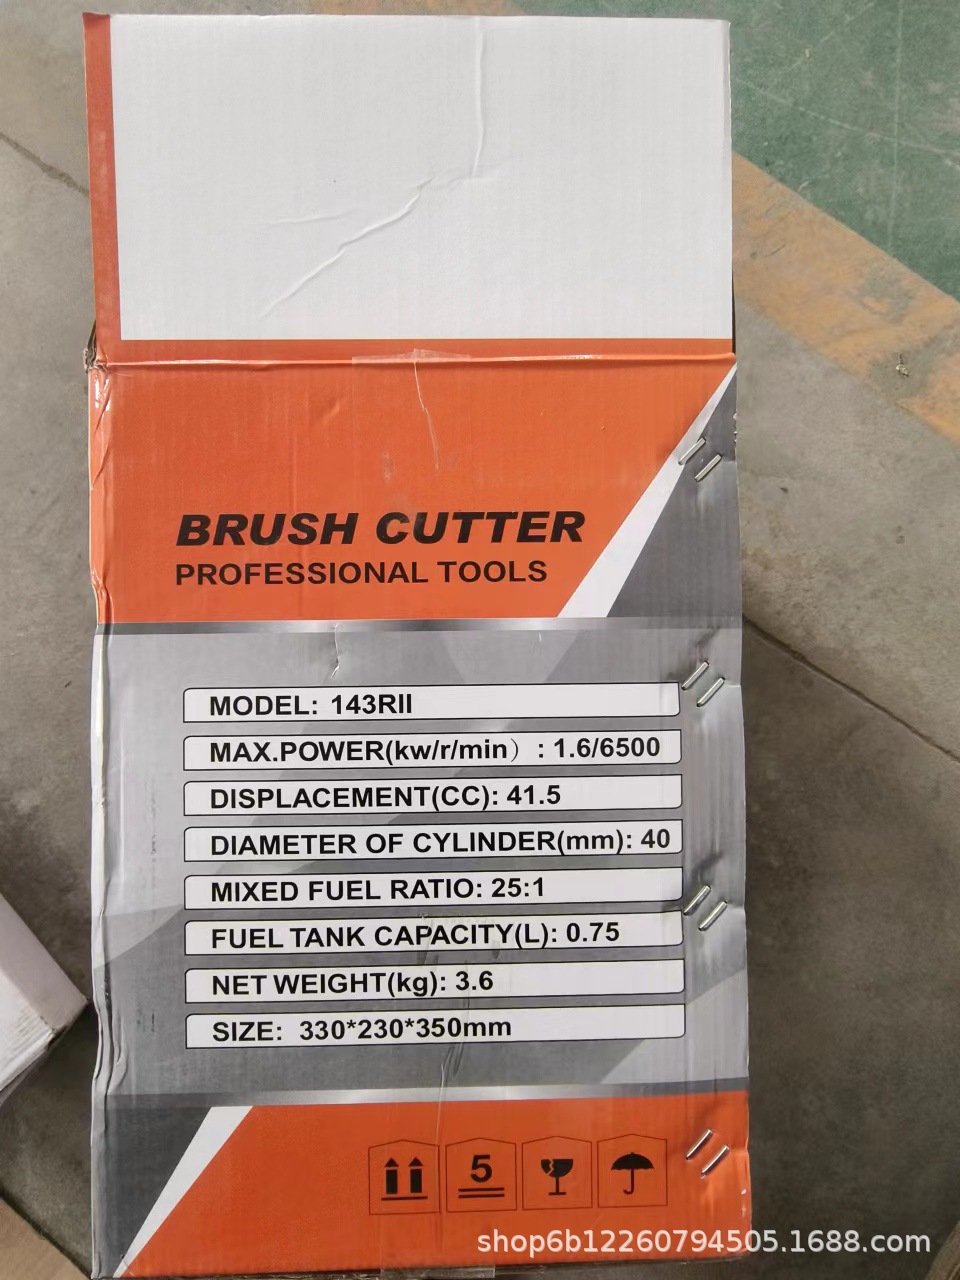 BRUSH CUTTER
PROFESSIONAL TOOLS
MODEL: 143RII
MAX.POWER(kw/r/min）: 1.6/6500
DISPLACEMENT(CC): 41.5
DIAMETER OF CYLINDER(mm): 40
MIXED FUEL RATIO: 25:1
FUEL TANK CAPACITY(L): 0.75
NET WEIGHT(kg): 3.6
SIZE: 330*230*350mm
5
shop6b12260794505.1688.com